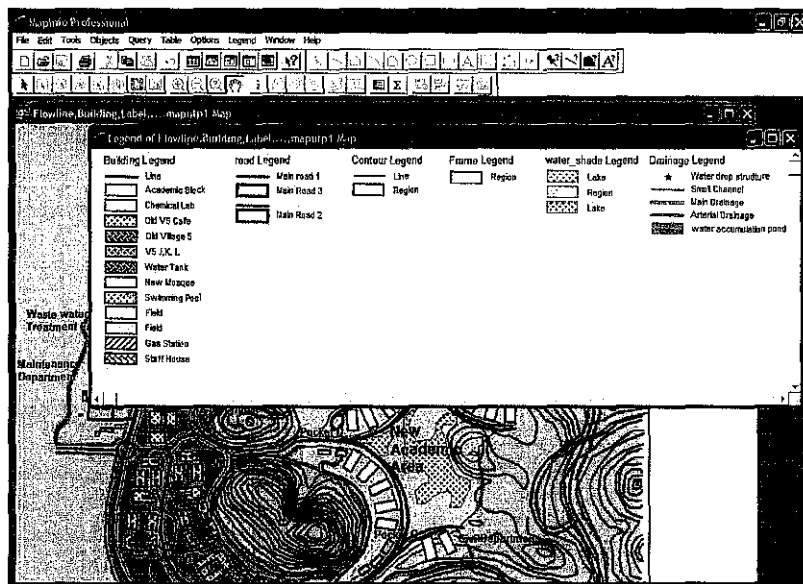 MapInfo Professional
File Edit Tools Objects Query Table Options Legend Window Help
Flowline,Building,Label,...,maputp1 Map
Legend of Flowline,Building,Label,...,maputp1 Map
Building Legend
Line
Academic Block
Chemical Lab
Old V5 Cafe
Old Village 5
V5 J,K, L
Water Tank
New Mosque
Swimming Pool
Field
Field
Gas Station
Staff House
road Legend
Main road 1
Main Road 3
Main Road 2
Contour Legend
Line
Region
Frame Legend
Region
water_shade Legend
Lake
Region
Lake
Drainage Legend
Water drop structure
Small Channel
Main Drainage
Arterial Drainage
water accumulation pond
Waste water
Treatment
Maintenance
Department
New
Academic
Area